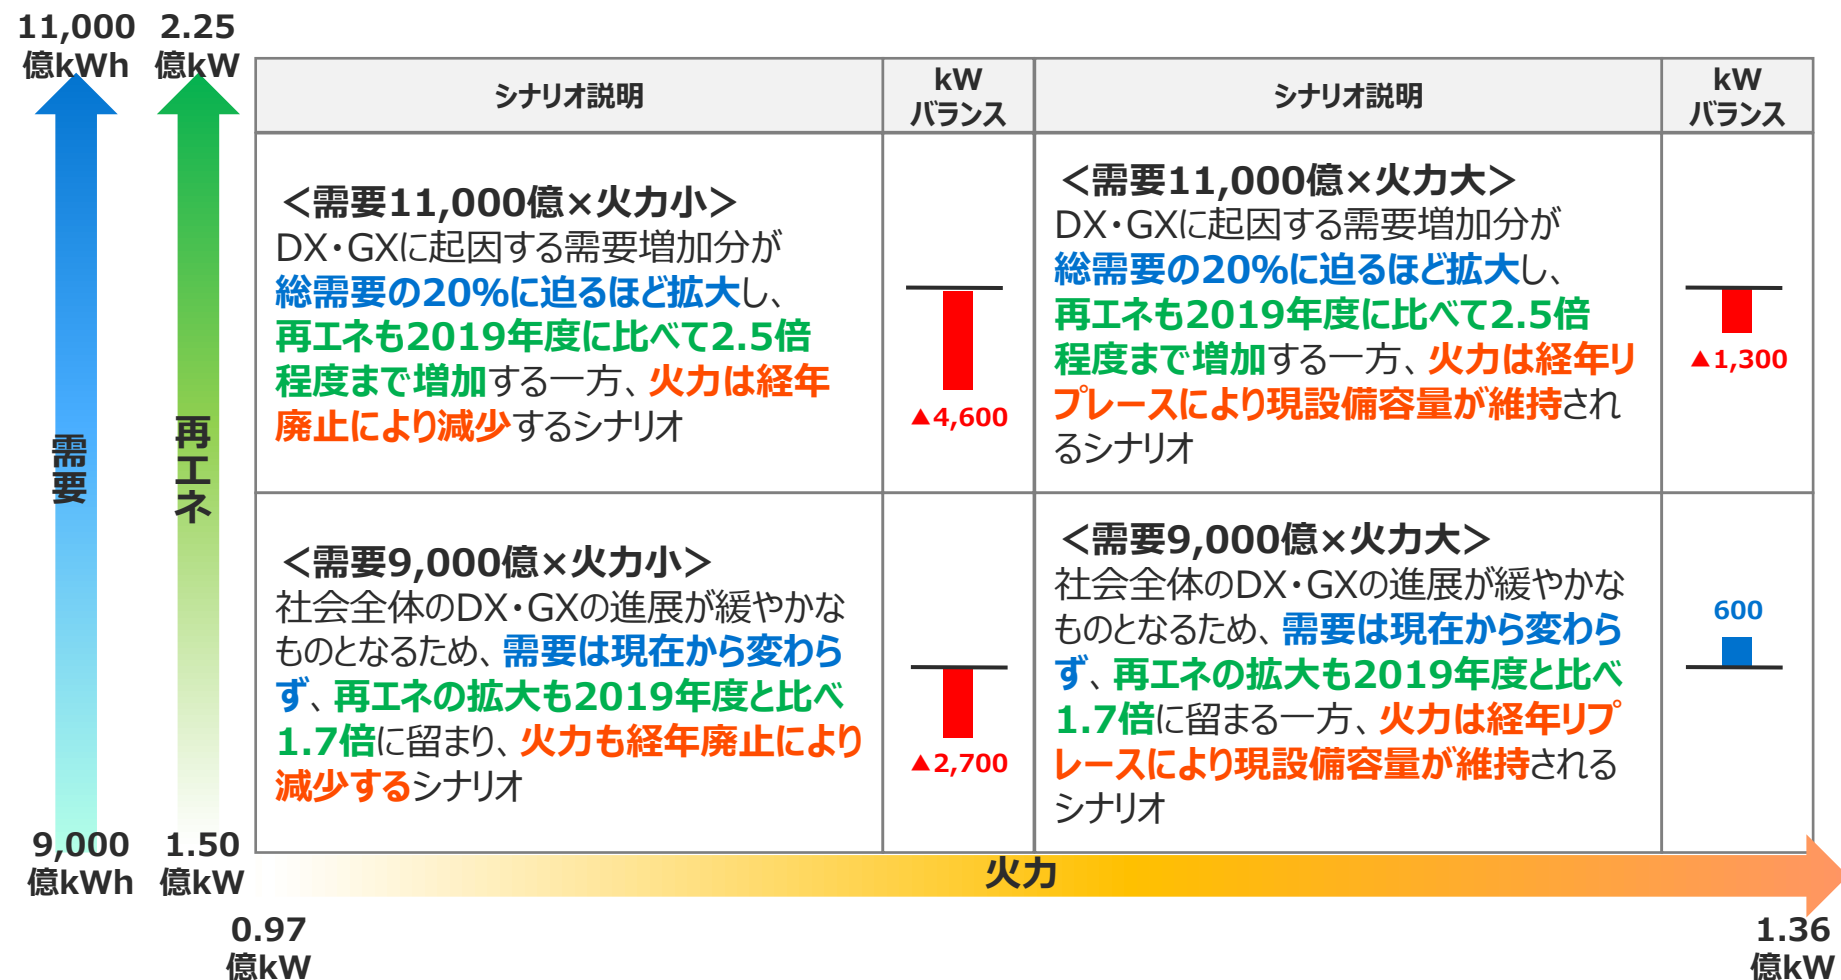 11,000
億kWh
2.25
億kW
シナリオ説明
kW
バランス
シナリオ説明
kW
バランス
＜需要11,000億×火力小＞
DX・GXに起因する需要増加分が
総需要の20%に迫るほど拡大し、
再エネも2019年度に比べて2.5倍
程度まで増加する一方、火力は経年
廃止により減少するシナリオ
▲4,600
＜需要11,000億×火力大＞
DX・GXに起因する需要増加分が
総需要の20%に迫るほど拡大し、
再エネも2019年度に比べて2.5倍
程度まで増加する一方、火力は経年リ
プレースにより現設備容量が維持され
るシナリオ
▲1,300
需要
再エネ
＜需要9,000億×火力小＞
社会全体のDX・GXの進展が緩やかな
ものとなるため、需要は現在から変わら
ず、再エネの拡大も2019年度と比べ
1.7倍に留まり、火力も経年廃止により
減少するシナリオ
▲2,700
＜需要9,000億×火力大＞
社会全体のDX・GXの進展が緩やかな
ものとなるため、需要は現在から変わら
ず、再エネの拡大も2019年度と比べ
1.7倍に留まる一方、火力は経年リプ
レースにより現設備容量が維持される
シナリオ
600
9,000
億kWh
1.50
億kW
火力
0.97
億kW
1.36
億kW